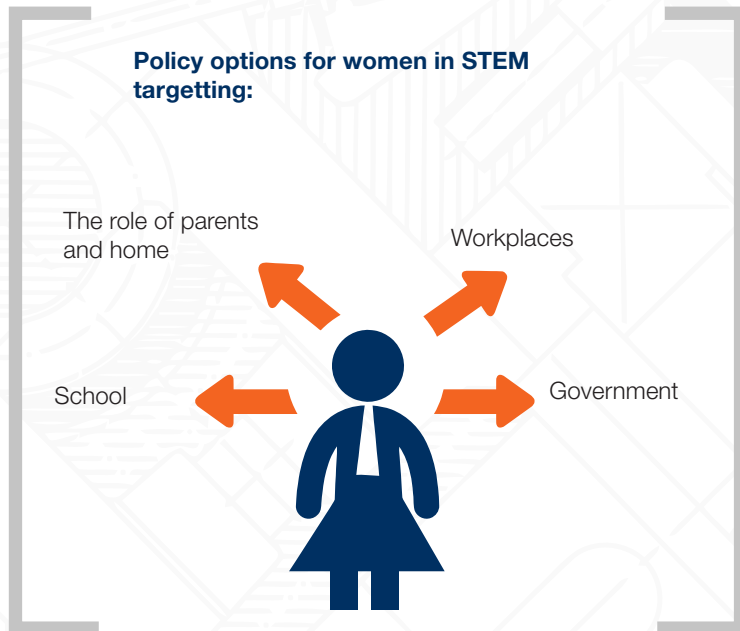 Policy options for women in STEM
targetting:
The role of parents
and home
Workplaces
School
Government